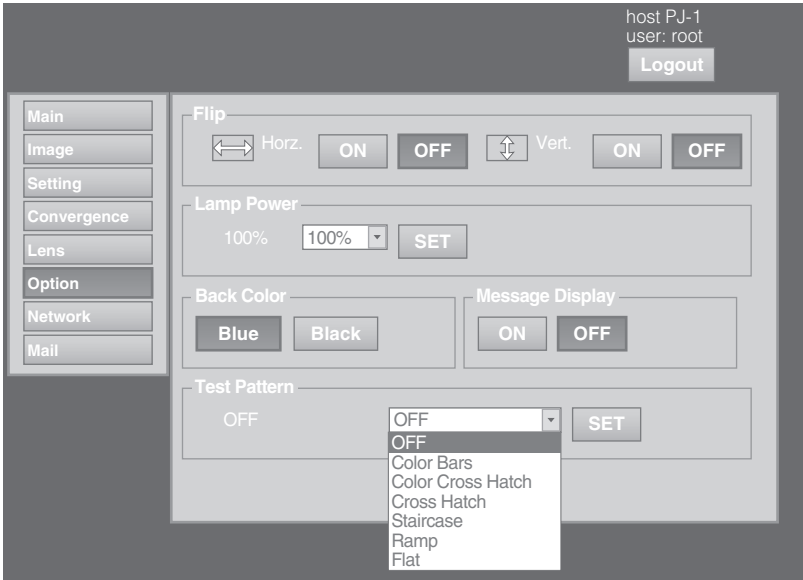 host PJ-1
user: root
Logout
Main
Image
Setting
Convergence
Lens
Option
Network
Mail
Flip
Horz. ON OFF Vert. ON OFF
Lamp Power
100% 100% SET
Back Color
Blue Black
Message Display
ON OFF
Test Pattern
OFF OFF SET
OFF
Color Bars
Color Cross Hatch
Cross Hatch
Staircase
Ramp
Flat